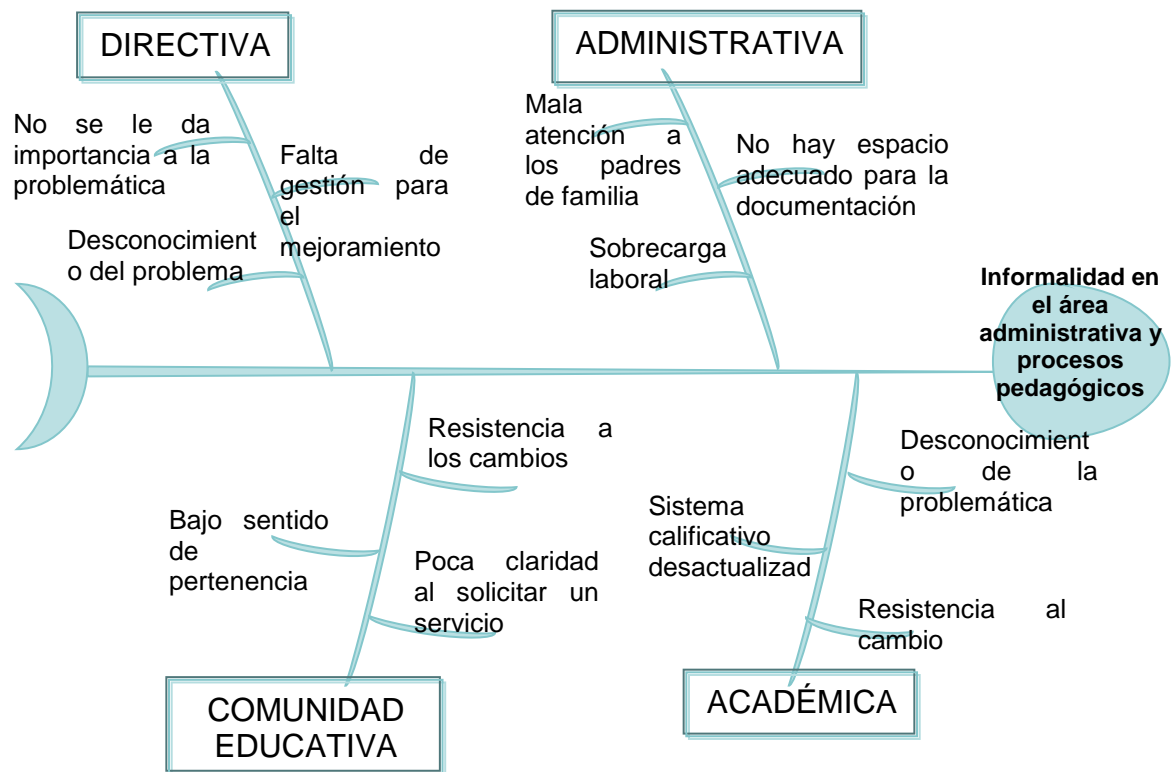 DIRECTIVA
No se le da
importancia a la
problemática
Falta de
gestión para
el
mejoramiento
Desconocimient
o del problema
ADMINISTRATIVA
Mala
atención a
los padres
de familia
No hay espacio
adecuado para la
documentación
Sobrecarga
laboral
Informalidad en
el área
administrativa y
procesos
pedagógicos
Resistencia a
los cambios
Bajo sentido
de
pertenencia
Poca claridad
al solicitar un
servicio
COMUNIDAD
EDUCATIVA
Desconocimient
o de la
problemática
Sistema
calificativo
desactualizad
Resistencia al
cambio
ACADÉMICA